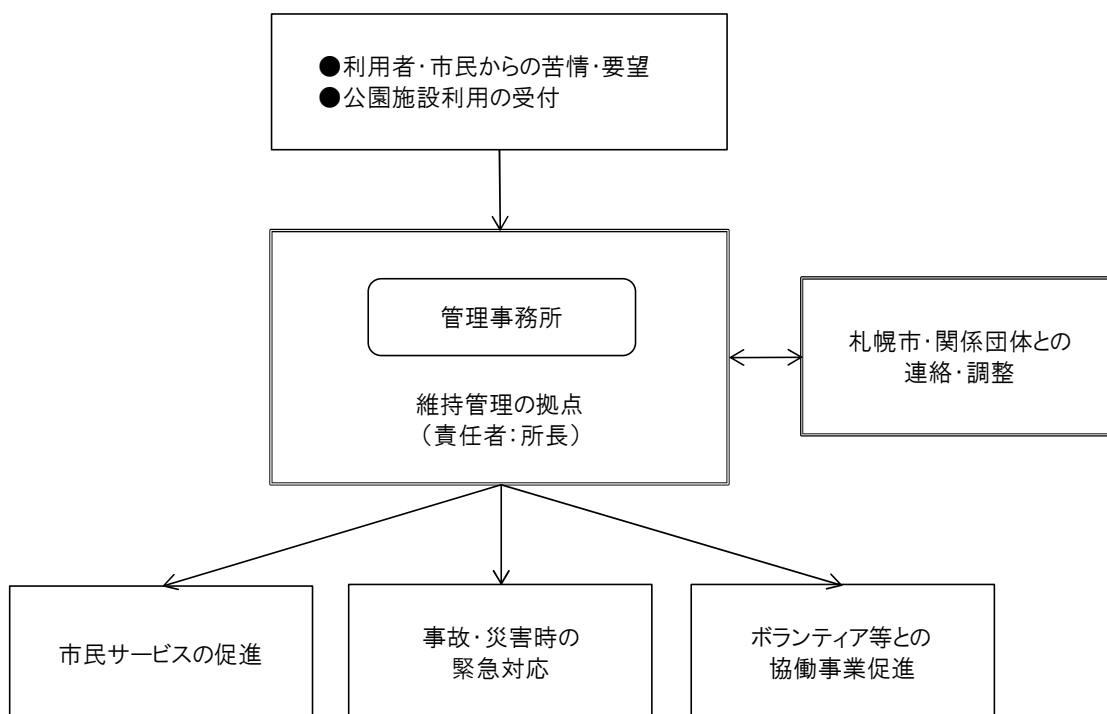 ●利用者・市民からの苦情・要望
●公園施設利用の受付
管理事務所
維持管理の拠点
（責任者：所長）
札幌市・関係団体との
連絡・調整
市民サービスの促進
事故・災害時の
緊急対応
ボランティア等との
協働事業促進